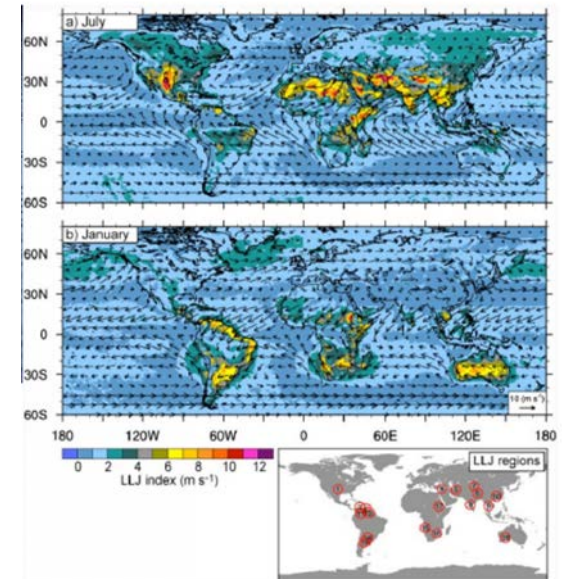 a) July
60N
30N
0
30S
60S
b) January
60N
30N
0
30S
60S
10 (m s⁻¹)
180 120W 60W 0 60E 120E 180
0 2 4 6 8 10 12
LLJ index (m s⁻¹)
LLJ regions